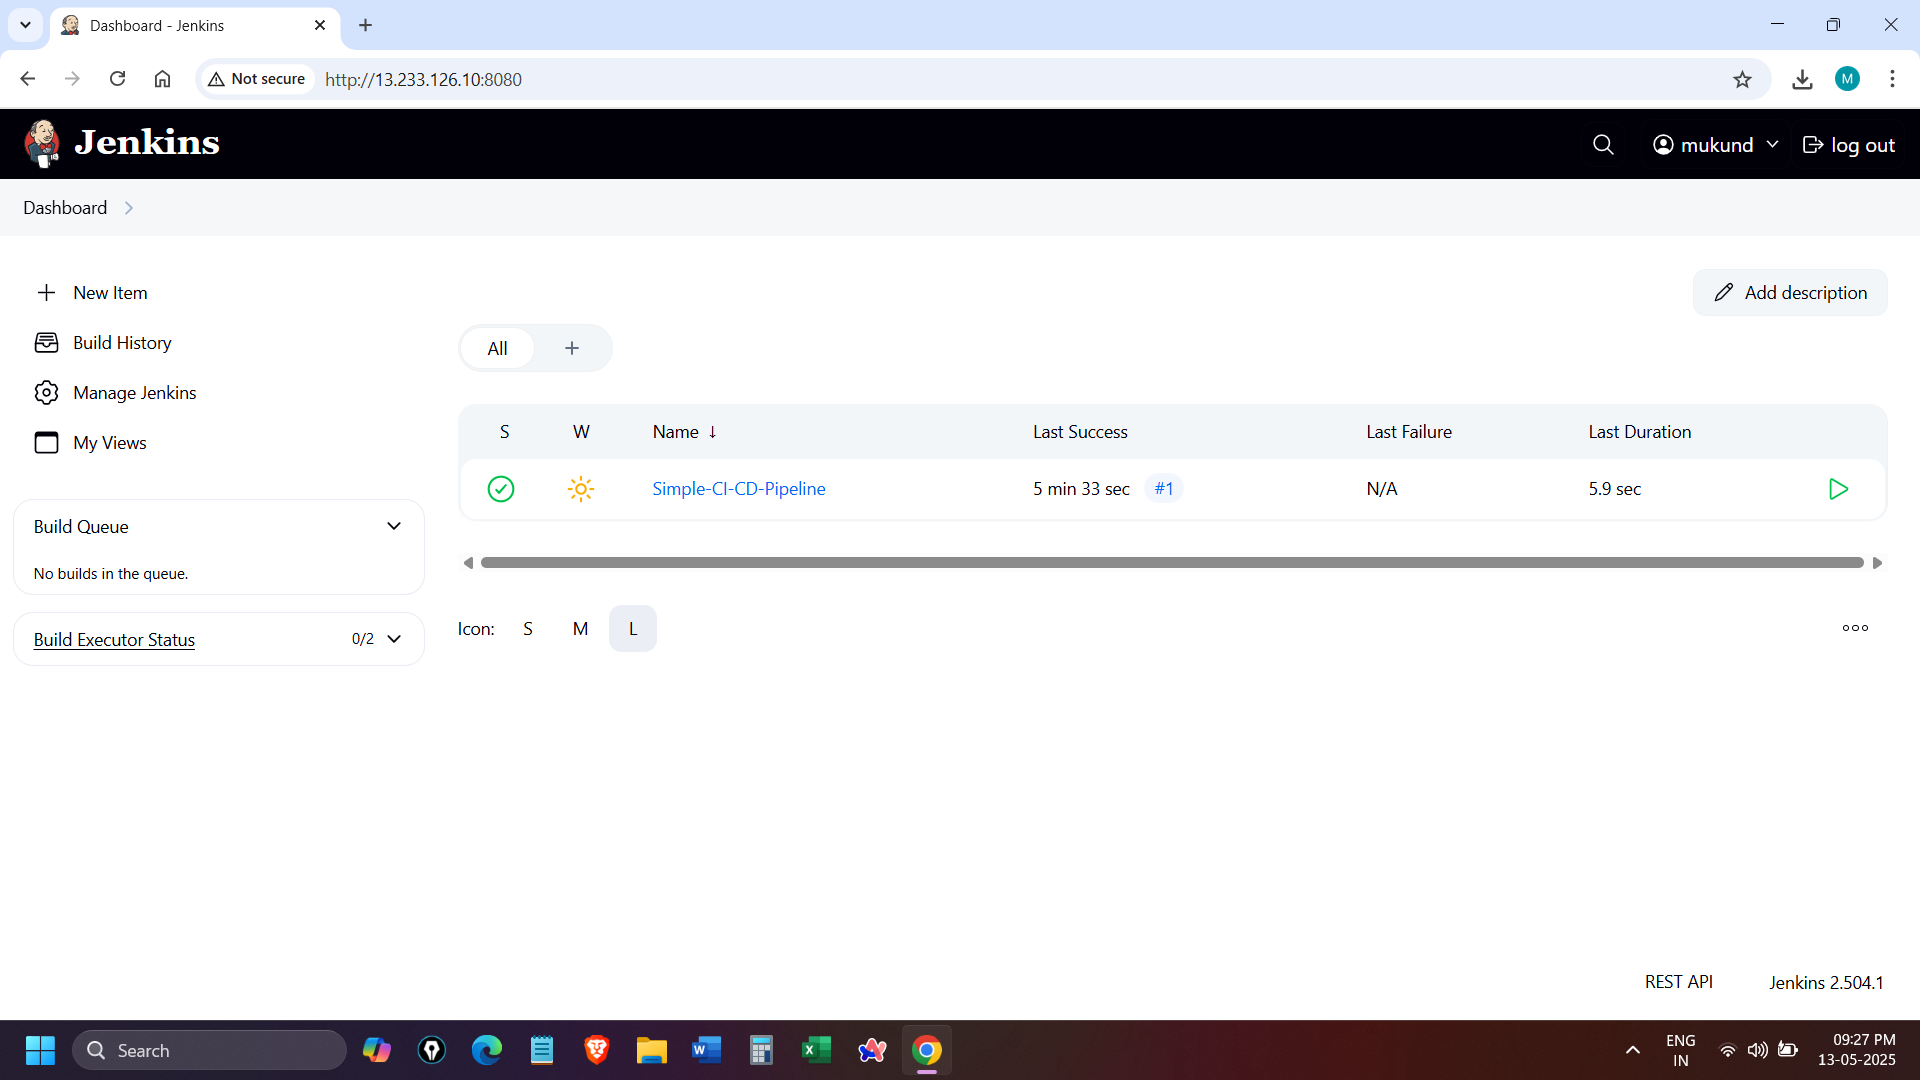 Dashboard - Jenkins
Not secure
http://13.233.126.10:8080
M
Jenkins
mukund
log out
Dashboard
New Item
Build History
Manage Jenkins
My Views
Add description
All
S W Name ↓ Last Success Last Failure Last Duration
Simple-CI-CD-Pipeline 5 min 33 sec #1 N/A 5.9 sec
Build Queue
No builds in the queue.
Build Executor Status 0/2
Icon: S M L
REST API
Jenkins 2.504.1
Search
ENG
IN
09:27 PM
13-05-2025